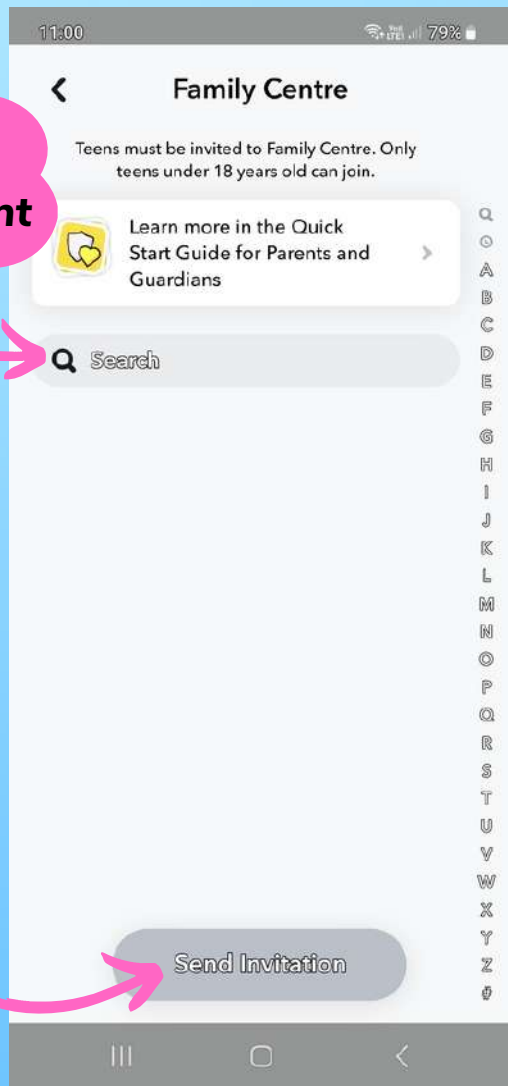 11:00
79%
Family Centre
Teens must be invited to Family Centre. Only
teens under 18 years old can join.
Learn more in the Quick
Start Guide for Parents and
Guardians
Search
A
B
C
D
E
F
G
H
I
J
K
L
M
N
O
P
Q
R
S
T
U
V
W
X
Y
Z
#
Send Invitation